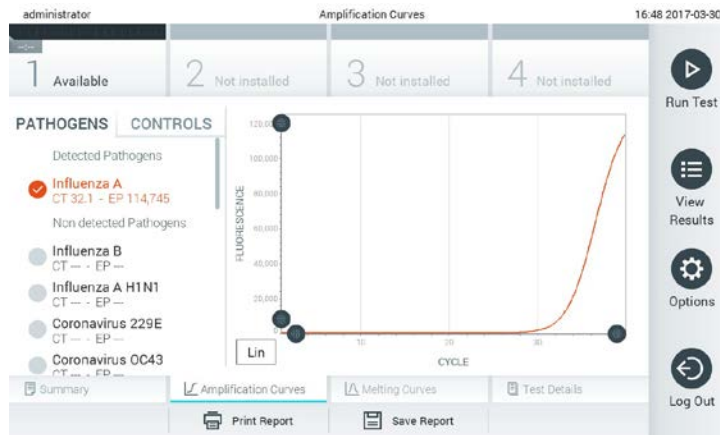 administrator
Amplification Curves
16:48 2017-03-30
1 Available
2 Not installed
3 Not installed
4 Not installed
Run Test
View
Results
Options
Log Out
PATHOGENS CONTROLS
Detected Pathogens
Influenza A
CT 32.1 - EP 114,745
Non detected Pathogens
Influenza B
CT — - EP —
Influenza A H1N1
CT — - EP —
Coronavirus 229E
CT — - EP —
Coronavirus OC43
CT — - EP —
FLUORESCENCE
100,000
80,000
60,000
40,000
20,000
0
10
20
30
CYCLE
Lin
Summary
Amplification Curves
Melting Curves
Test Details
Print Report
Save Report